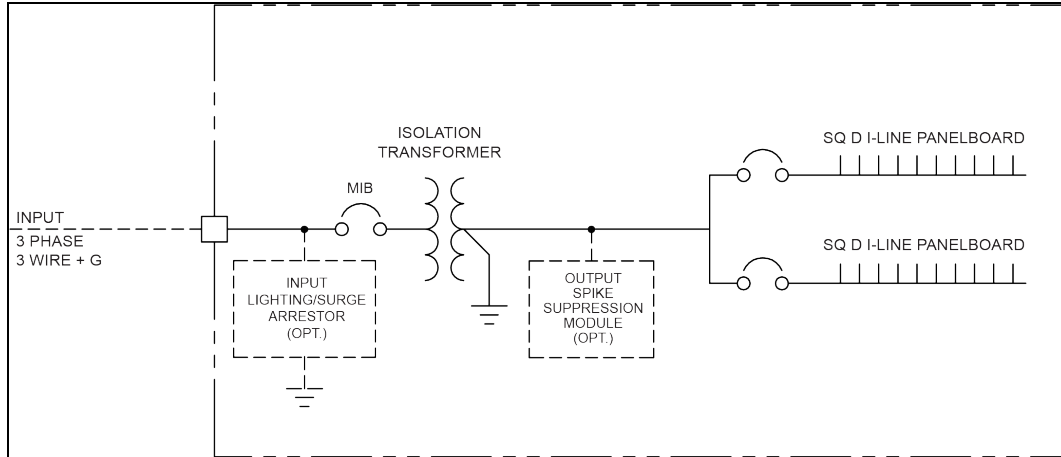 INPUT
3 PHASE
3 WIRE + G
INPUT
LIGHTING/SURGE
ARRESTOR
(OPT.)
MIB
ISOLATION
TRANSFORMER
OUTPUT
SPIKE
SUPPRESSION
MODULE
(OPT.)
SQ D I-LINE PANELBOARD
SQ D I-LINE PANELBOARD